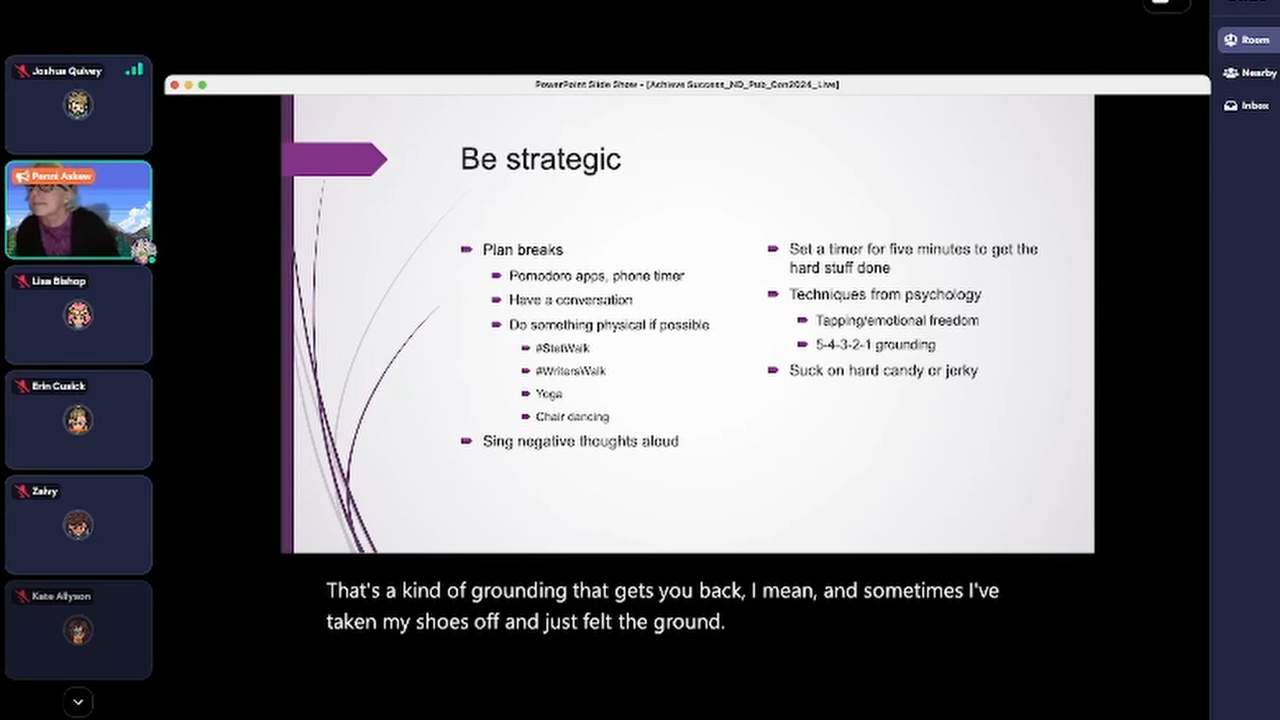 Room
Nearby
Inbox
Joshua Quivey
Penni Askew
Lisa Bishop
Erin Cusick
Zelvy
Kate Allyson
PowerPoint Slide Show - [Achieve Success_ND_Pub_Con2024_Live]
Be strategic
Plan breaks
Pomodoro apps, phone timer
Have a conversation
Do something physical if possible
#StetWalk
#WritersWalk
Yoga
Chair dancing
Sing negative thoughts aloud
Set a timer for five minutes to get the
hard stuff done
Techniques from psychology
Tapping/emotional freedom
5-4-3-2-1 grounding
Suck on hard candy or jerky
That's a kind of grounding that gets you back, I mean, and sometimes I've
taken my shoes off and just felt the ground.